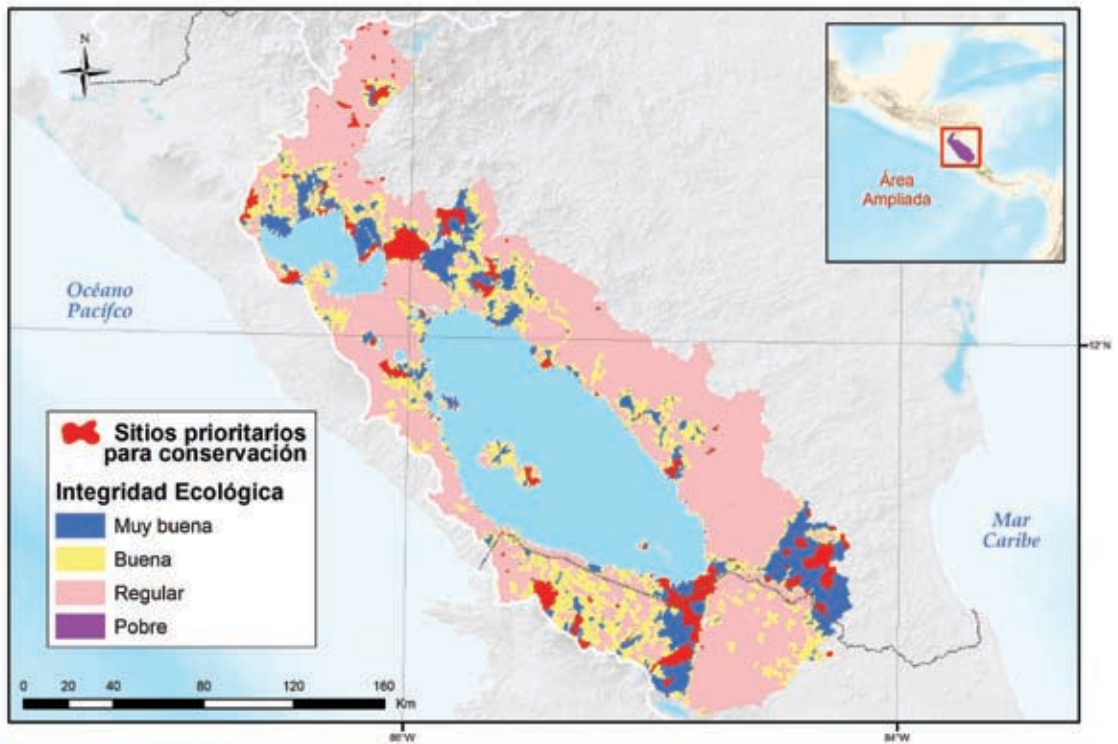 N
Área
Ampliada
Océano
Pacífco
12°N
Sitios prioritarios
para conservación
Integridad Ecológica
Muy buena
Buena
Regular
Pobre
Mar
Caribe
0 20 40 80 120 160
Km
86°W 84°W